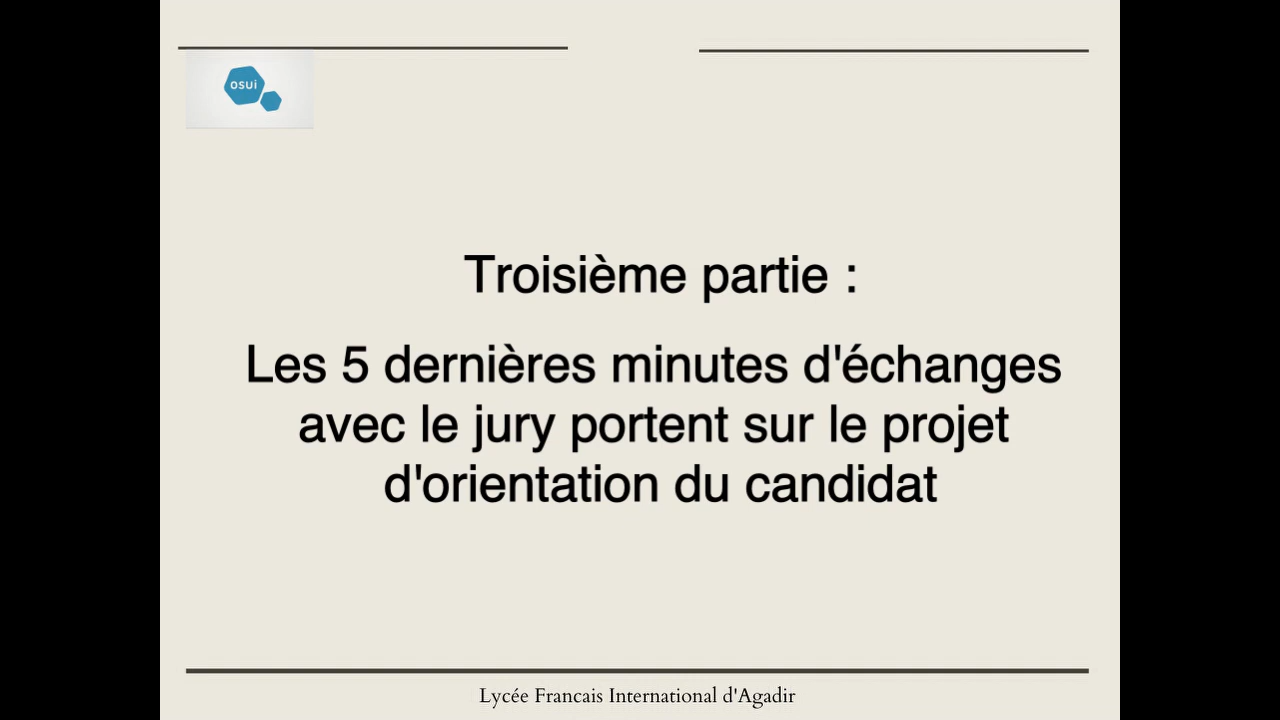 osui
Troisième partie :
Les 5 dernières minutes d'échanges
avec le jury portent sur le projet
d'orientation du candidat
Lycée Francais International d'Agadir